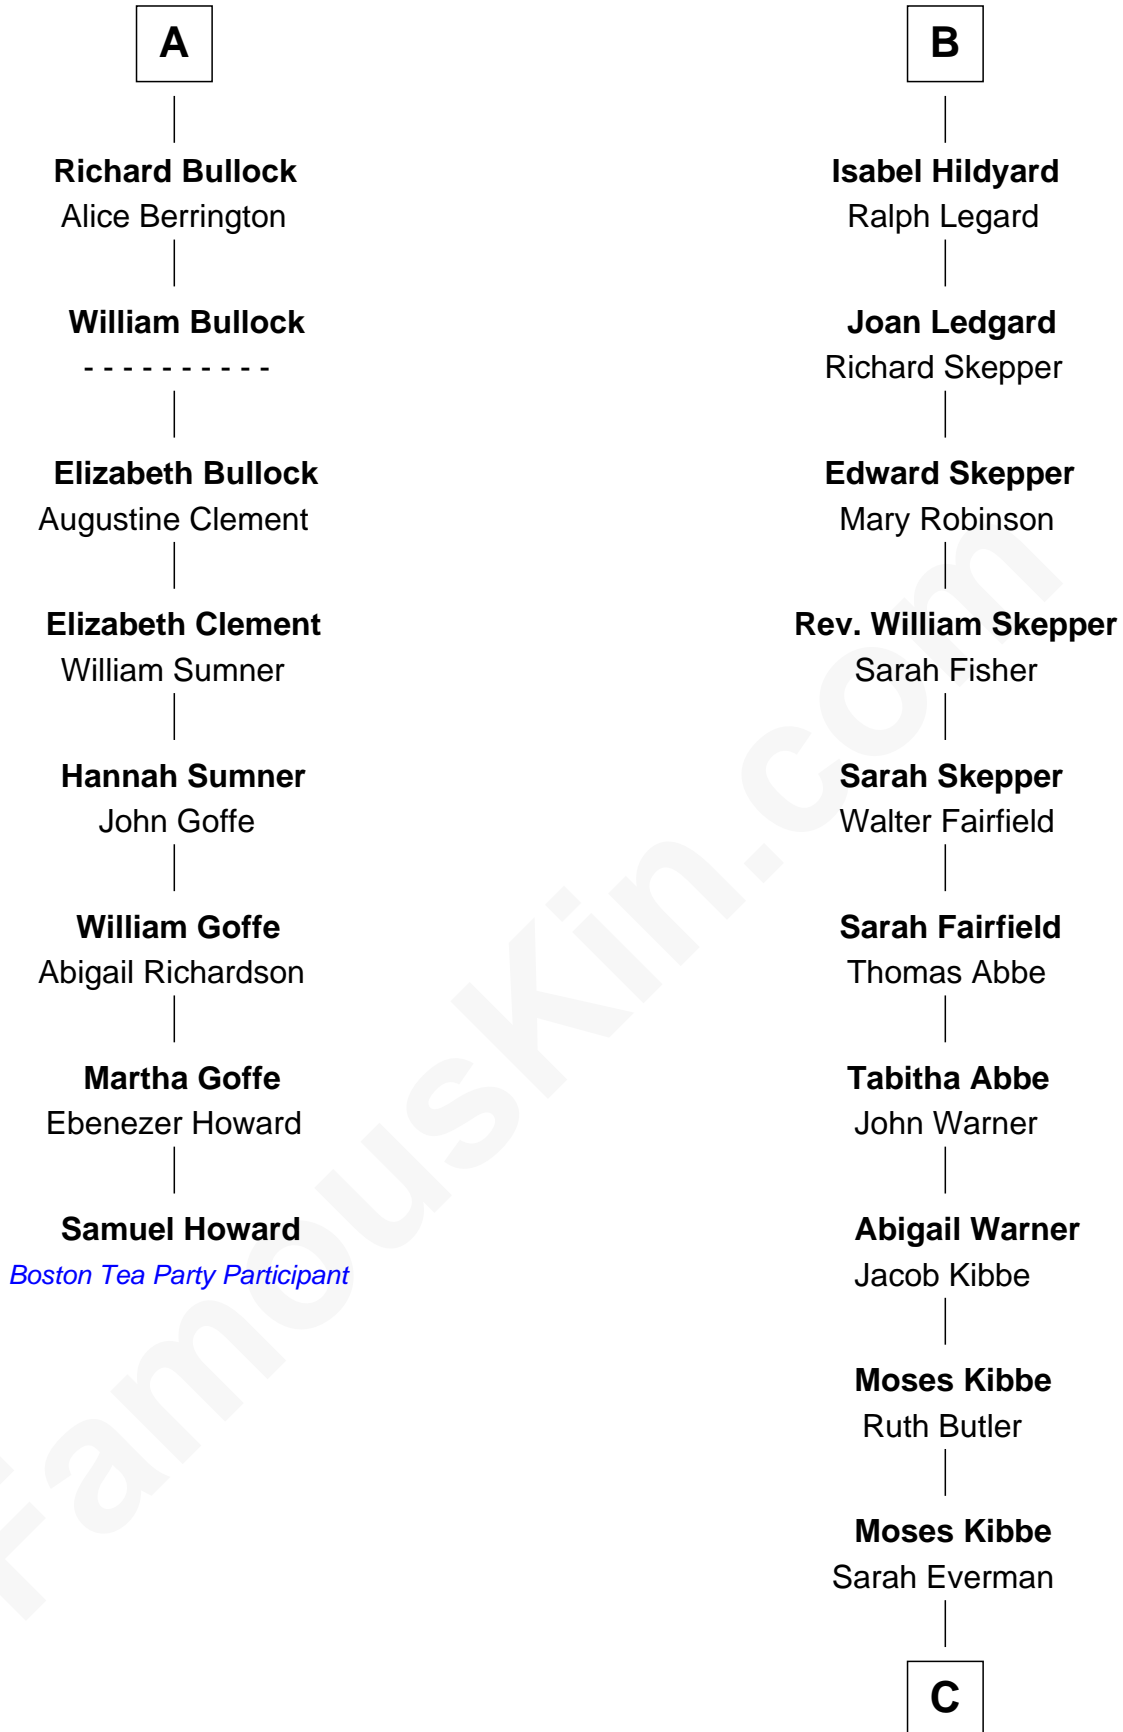 A
Richard Bullock
Alice Berrington
William Bullock
- - - - - - - - - -
Elizabeth Bullock
Augustine Clement
Elizabeth Clement
William Sumner
Hannah Sumner
John Goffe
William Goffe
Abigail Richardson
Martha Goffe
Ebenezer Howard
Samuel Howard
Boston Tea Party Participant
B
Isabel Hildyard
Ralph Legard
Joan Ledgard
Richard Skepper
Edward Skepper
Mary Robinson
Rev. William Skepper
Sarah Fisher
Sarah Skepper
Walter Fairfield
Sarah Fairfield
Thomas Abbe
Tabitha Abbe
John Warner
Abigail Warner
Jacob Kibbe
Moses Kibbe
Ruth Butler
Moses Kibbe
Sarah Everman
C
FamousKin.com